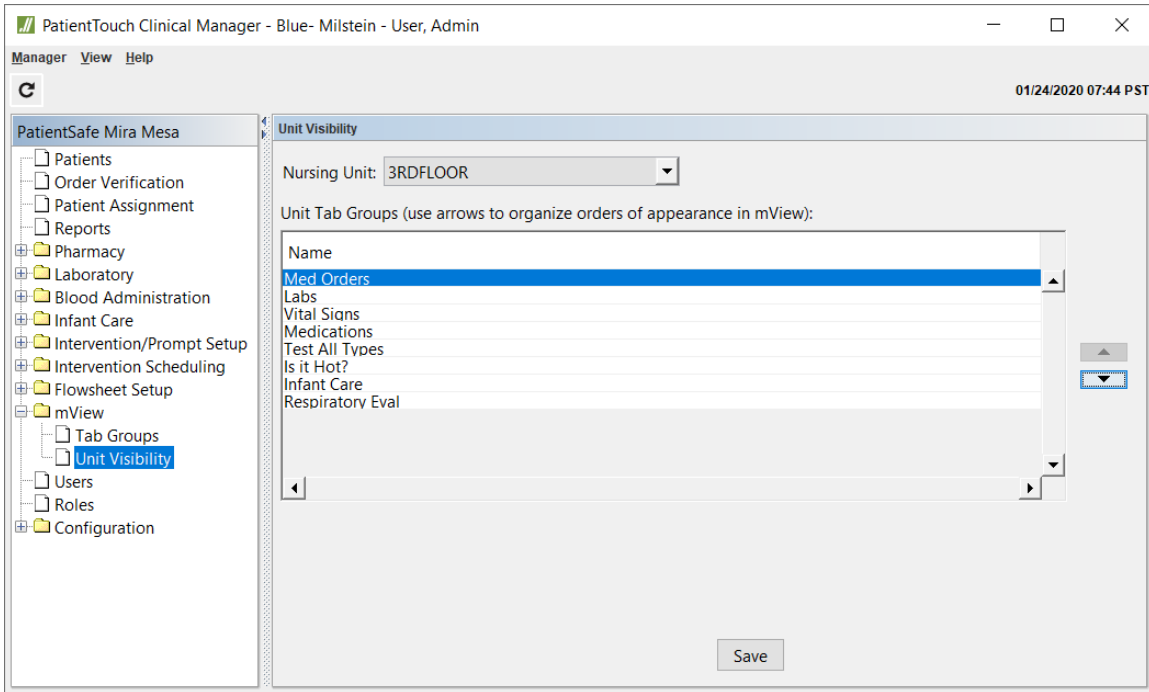 PatientTouch Clinical Manager - Blue- Milstein - User, Admin
Manager View Help
01/24/2020 07:44 PST
PatientSafe Mira Mesa
Patients
Order Verification
Patient Assignment
Reports
Pharmacy
Laboratory
Blood Administration
Infant Care
Intervention/Prompt Setup
Intervention Scheduling
Flowsheet Setup
mView
Tab Groups
Unit Visibility
Users
Roles
Configuration
Unit Visibility
Nursing Unit: 3RDFLOOR
Unit Tab Groups (use arrows to organize orders of appearance in mView):
Name
Med Orders
Labs
Vital Signs
Medications
Test All Types
Is it Hot?
Infant Care
Respiratory Eval
Save